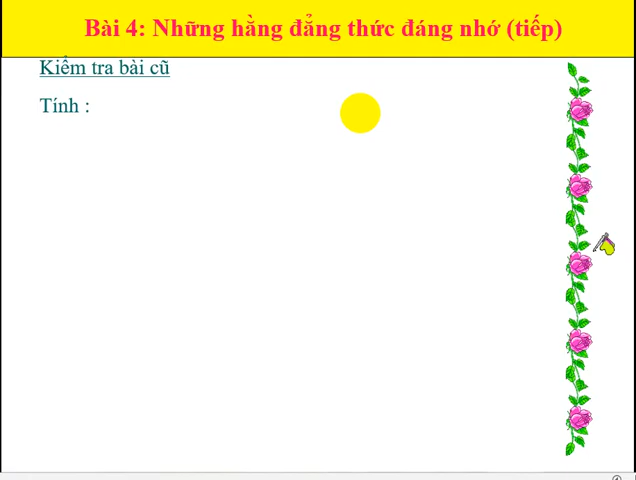 Bài 4: Những hằng đẳng thức đáng nhớ (tiếp)
Kiểm tra bài cũ
Tính :